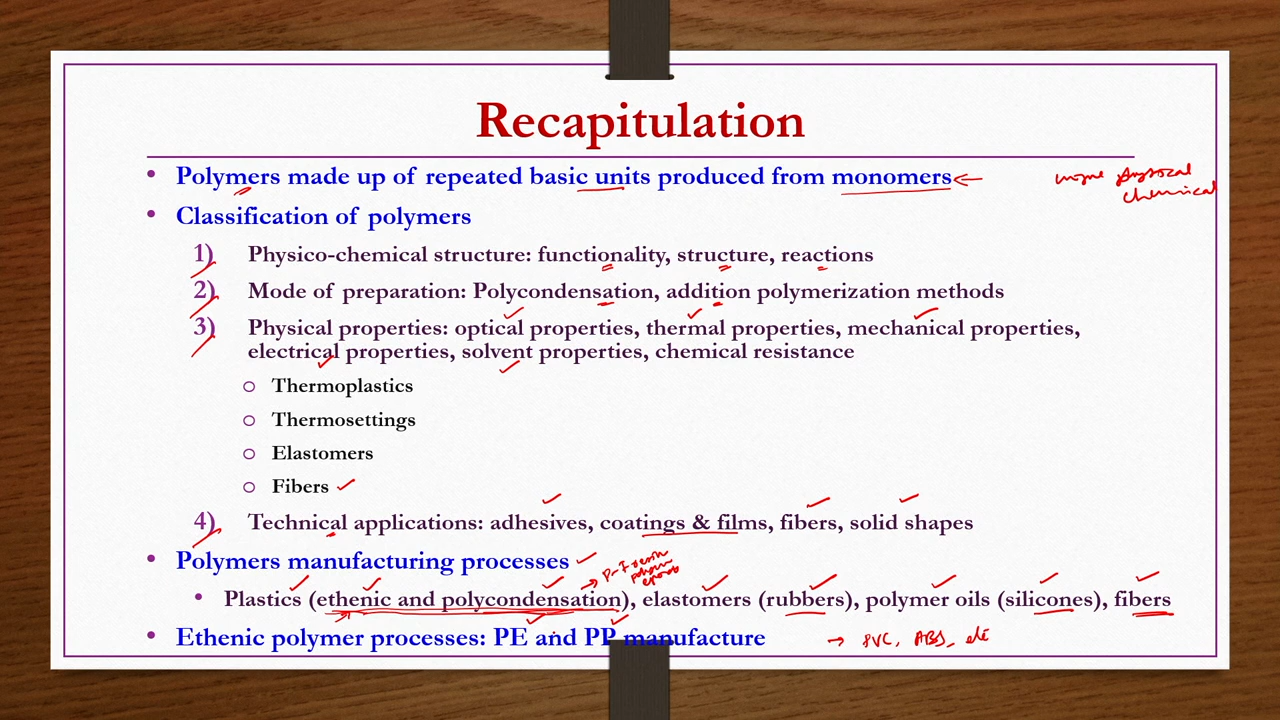 Recapitulation
• Polymers made up of repeated basic units produced from monomers ←
physical
chemical
• Classification of polymers
1) Physico-chemical structure: functionality, structure, reactions
2) Mode of preparation: Polycondensation, addition polymerization methods
3) Physical properties: optical properties, thermal properties, mechanical properties,
electrical properties, solvent properties, chemical resistance
o Thermoplastics
o Thermosettings
o Elastomers
o Fibers
4) Technical applications: adhesives, coatings & films, fibers, solid shapes
• Polymers manufacturing processes
→ P-F resin
• Plastics (ethenic and polycondensation), elastomers (rubbers), polymer oils (silicones), fibers
• Ethenic polymer processes: PE and PP manufacture → PVC, ABS, etc